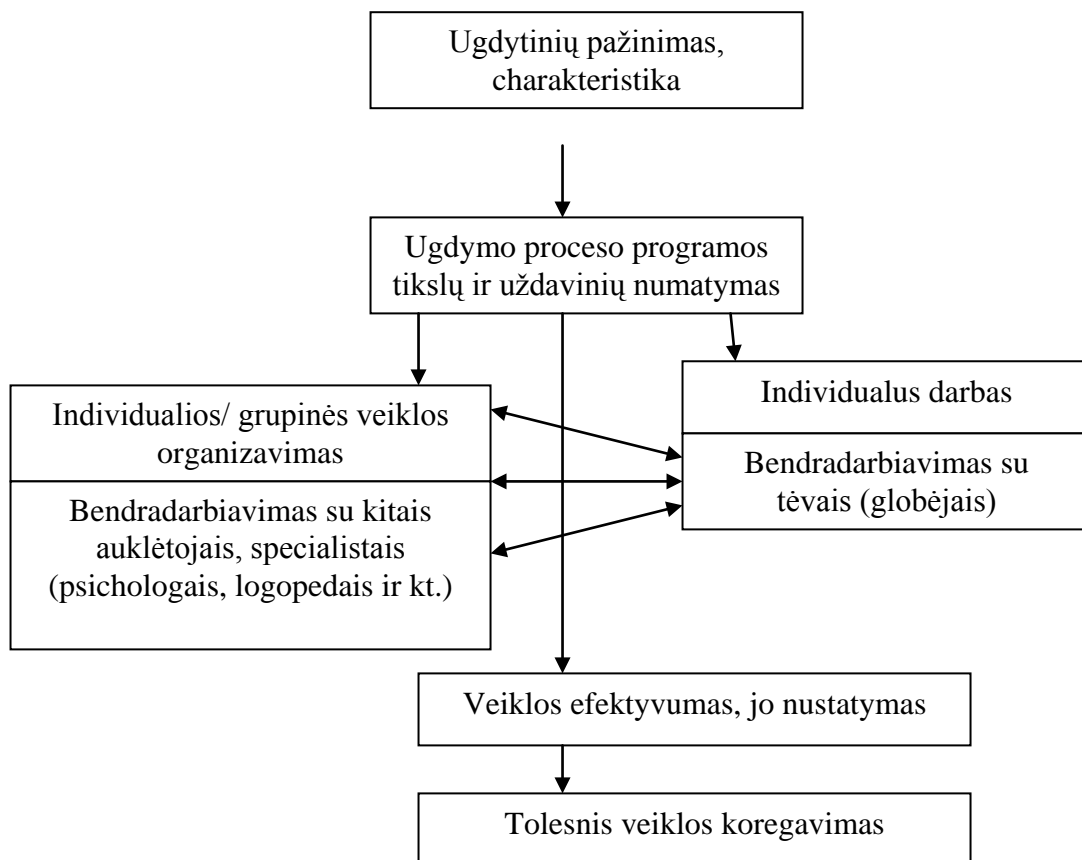 Ugdytinių pažinimas,
charakteristika
Ugdymo proceso programos
tikslų ir uždavinių numatymas
Individualios/ grupinės veiklos
organizavimas
Bendradarbiavimas su kitais
auklėtojais, specialistais
(psichologais, logopedais ir kt.)
Individualus darbas
Bendradarbiavimas su
tėvais (globėjais)
Veiklos efektyvumas, jo nustatymas
Tolesnis veiklos koregavimas